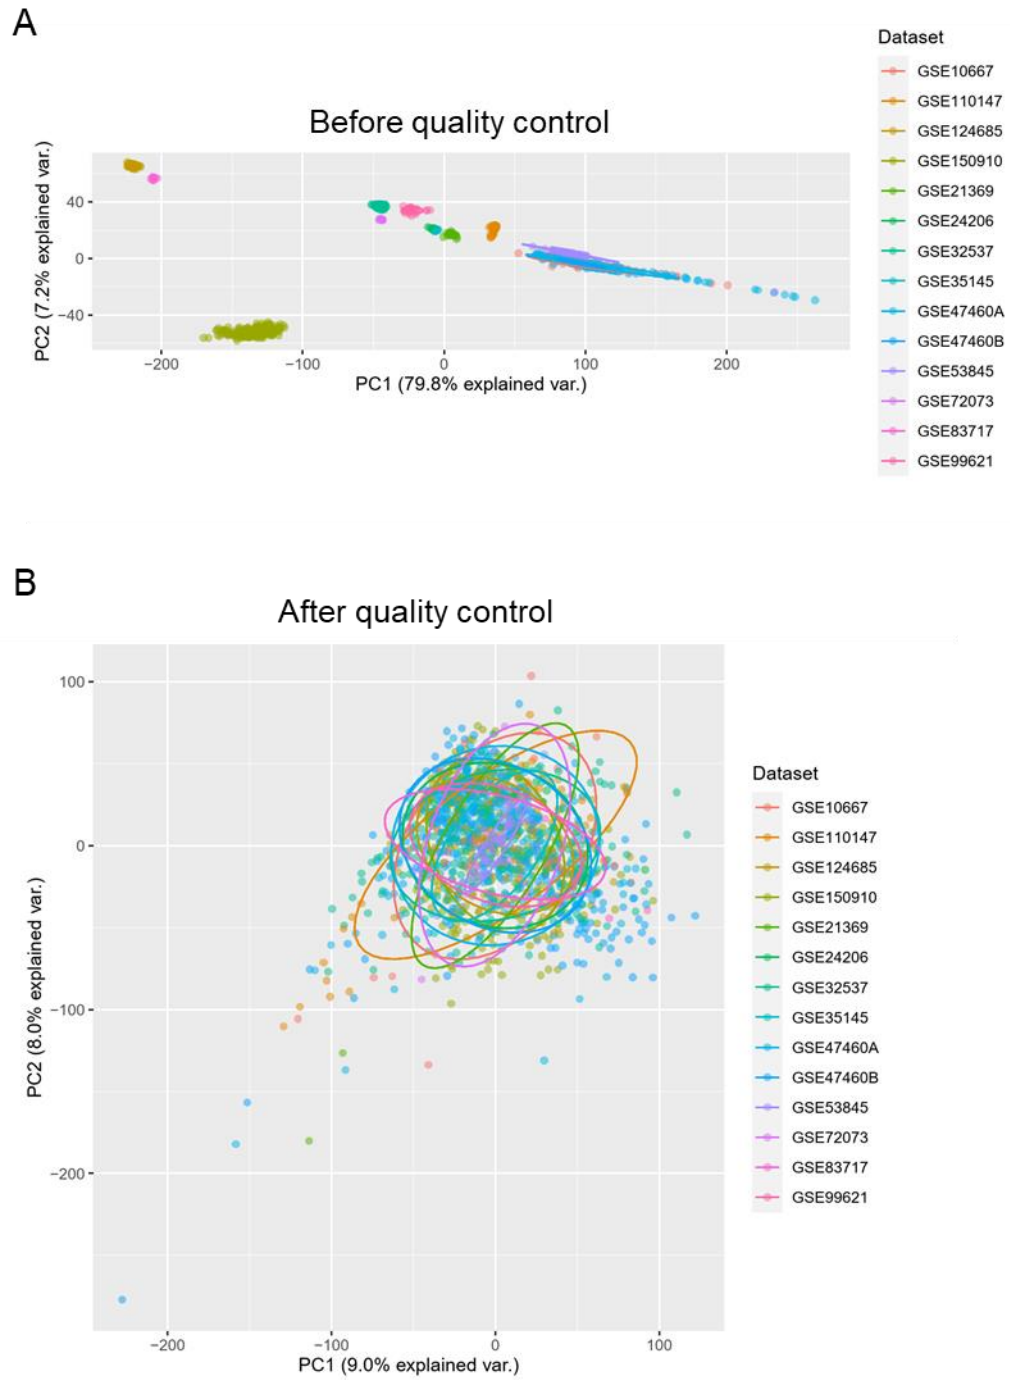 A
Before quality control
PC2 (7.2% explained var.)
40
0
−40
−200
−100
0
100
200
PC1 (79.8% explained var.)
Dataset
GSE10667
GSE110147
GSE124685
GSE150910
GSE21369
GSE24206
GSE32537
GSE35145
GSE47460A
GSE47460B
GSE53845
GSE72073
GSE83717
GSE99621
B
After quality control
PC2 (8.0% explained var.)
100
0
−100
−200
−200
−100
0
100
PC1 (9.0% explained var.)
Dataset
GSE10667
GSE110147
GSE124685
GSE150910
GSE21369
GSE24206
GSE32537
GSE35145
GSE47460A
GSE47460B
GSE53845
GSE72073
GSE83717
GSE99621